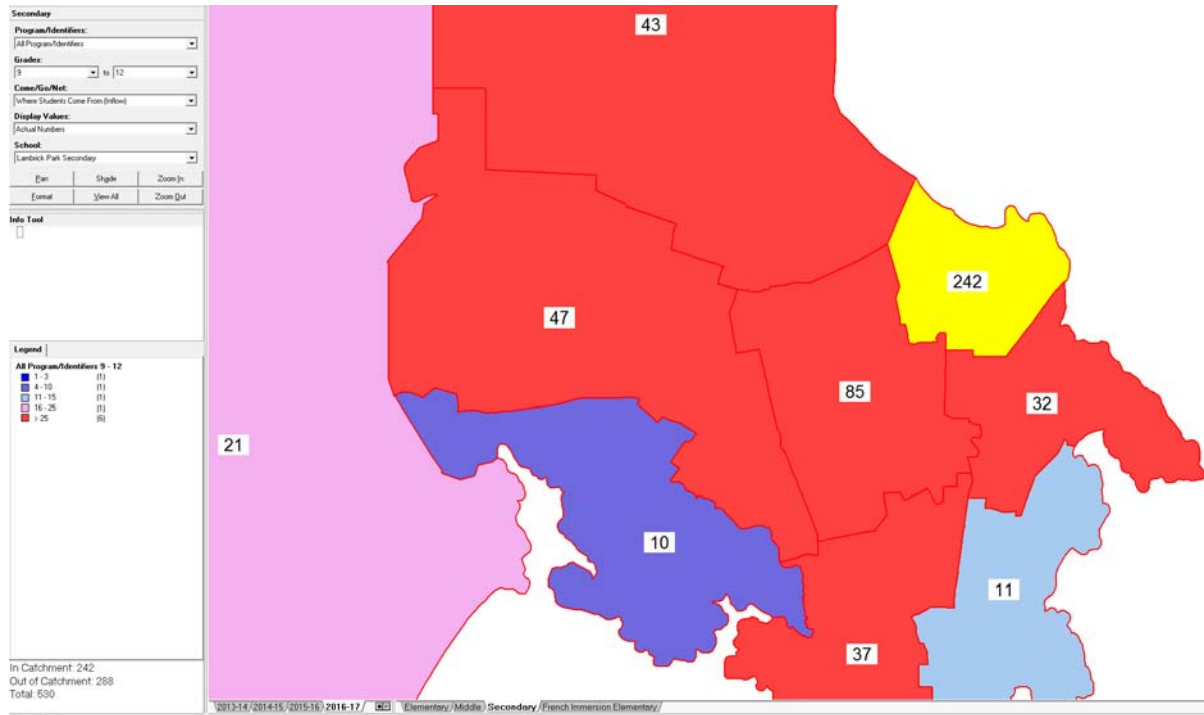 Secondary
Program/Identifiers:
All Program/Identifiers
Grades:
9 to 12
Come/Go/Net:
Where Students Come From (Inflow)
Display Values:
Actual Numbers
School:
Lambrick Park Secondary
Pan Shade Zoom In
Format View All Zoom Out
Info Tool
Legend
All Program/Identifiers 9 - 12
1 - 3 (1)
4 - 10 (1)
11 - 15 (1)
16 - 25 (1)
> 25 (6)
In Catchment: 242
Out of Catchment: 288
Total: 530
43
242
47
85
32
21
10
11
37
2013-14 2014-15 2015-16 2016-17 Elementary Middle Secondary French Immersion Elementary